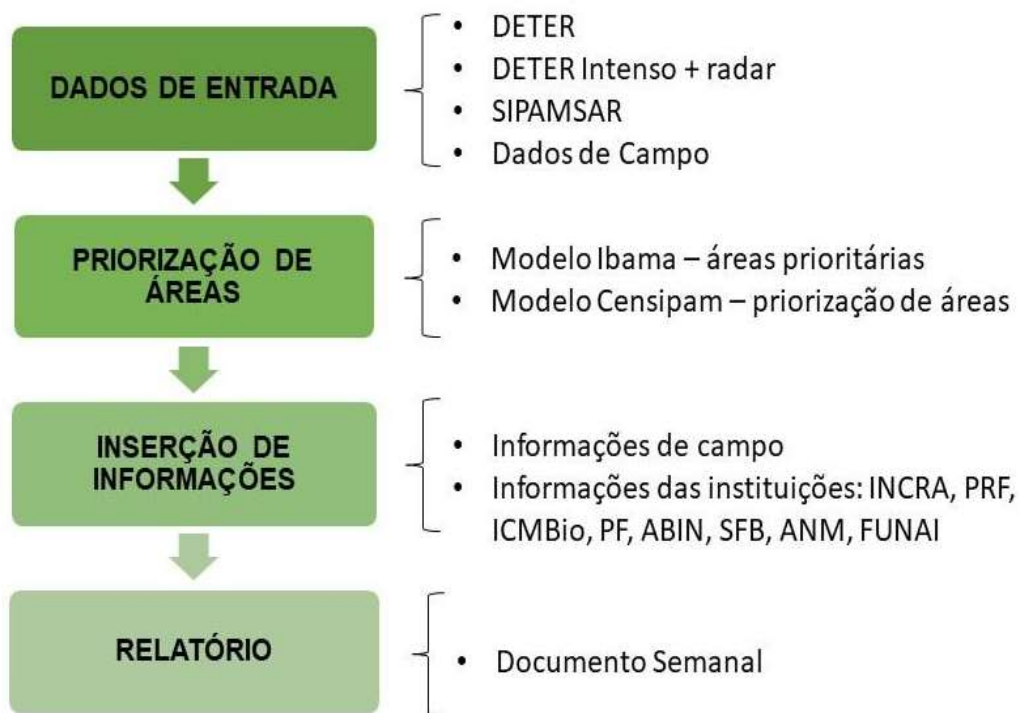 DADOS DE ENTRADA
• DETER
• DETER Intenso + radar
• SIPAMSAR
• Dados de Campo
PRIORIZAÇÃO DE
ÁREAS
• Modelo Ibama – áreas prioritárias
• Modelo Censipam – priorização de áreas
INSERÇÃO DE
INFORMAÇÕES
• Informações de campo
• Informações das instituições: INCRA, PRF,
ICMBio, PF, ABIN, SFB, ANM, FUNAI
RELATÓRIO
• Documento Semanal